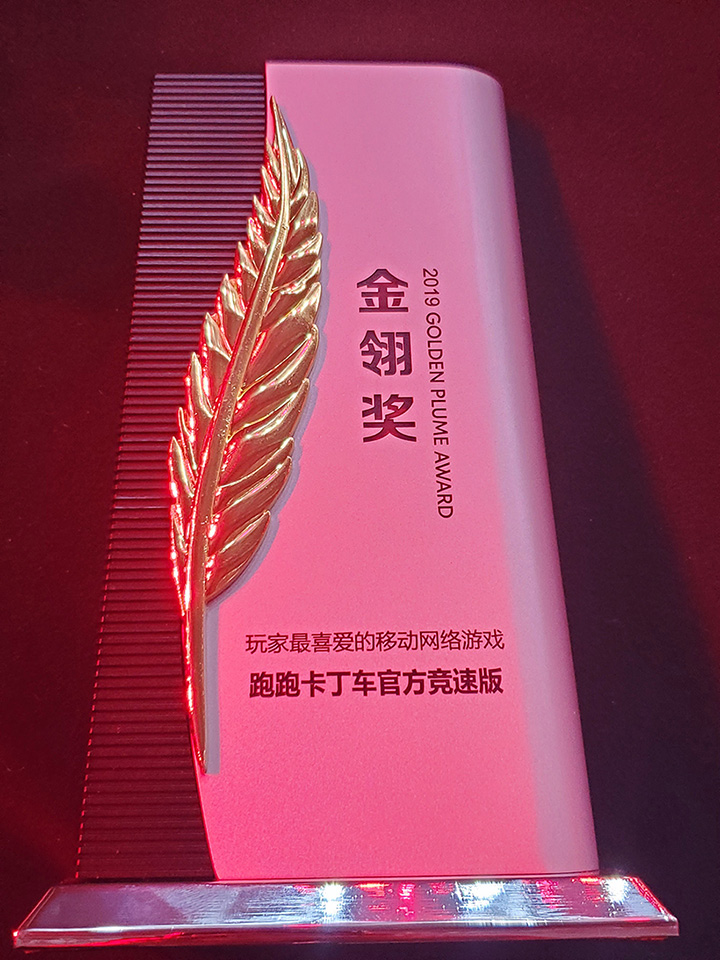 金翎奖
2019 GOLDEN PLUME AWARD
玩家最喜爱的移动网络游戏
跑跑卡丁车官方竞速版